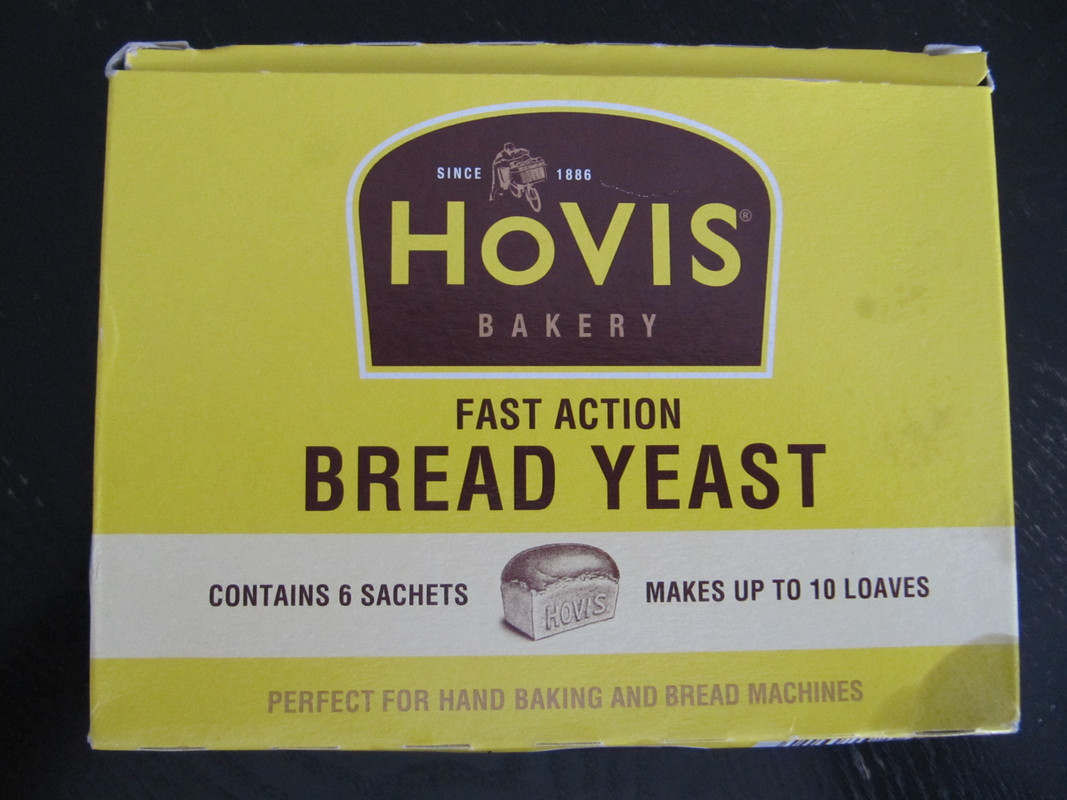 SINCE 1886
HOVIS®
BAKERY
FAST ACTION
BREAD YEAST
CONTAINS 6 SACHETS
HOVIS
MAKES UP TO 10 LOAVES
PERFECT FOR HAND BAKING AND BREAD MACHINES